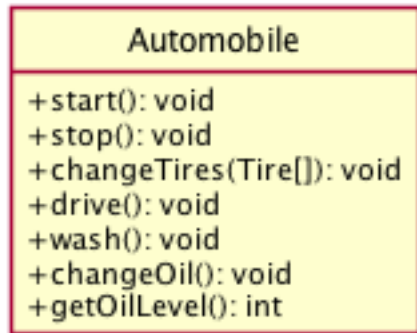 Automobile
+start(): void
+stop(): void
+changeTires(Tire[]): void
+drive(): void
+wash(): void
+changeOil(): void
+getOilLevel(): int